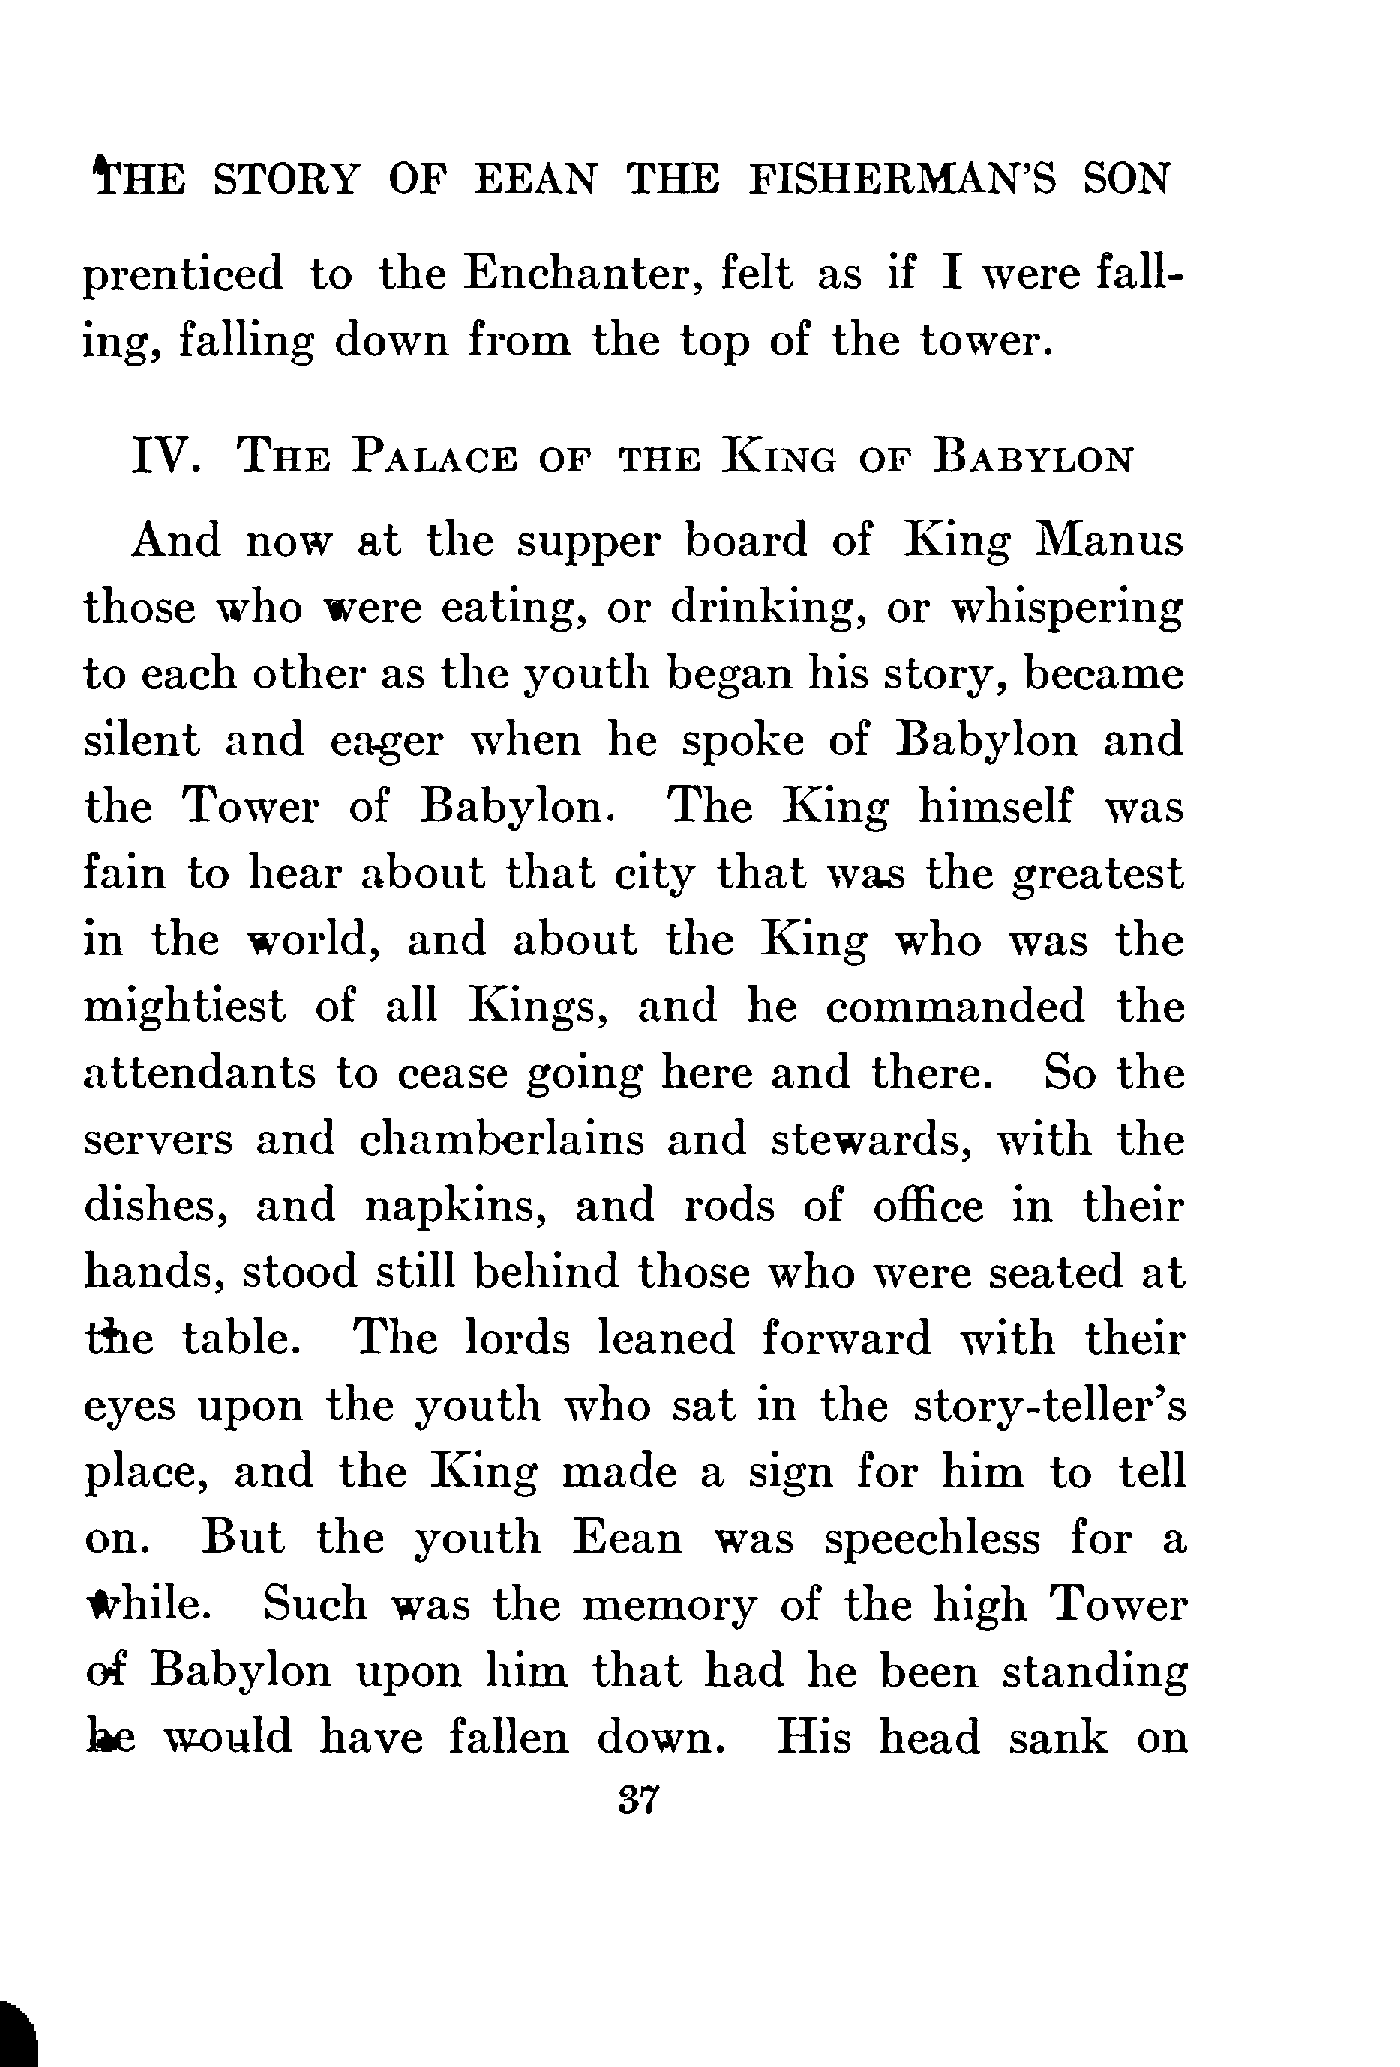 THE STORY OF EEAN THE FISHERMAN'S SON
prenticed to the Enchanter, felt as if I were fall-
ing, falling down from the top of the tower.
IV. The Palace of the King of Babylon
And now at the supper board of King Manus
those who were eating, or drinking, or whispering
to each other as the youth began his story, became
silent and eager when he spoke of Babylon and
the Tower of Babylon. The King himself was
fain to hear about that city that was the greatest
in the world, and about the King who was the
mightiest of all Kings, and he commanded the
attendants to cease going here and there. So the
servers and chamberlains and stewards, with the
dishes, and napkins, and rods of office in their
hands, stood still behind those who were seated at
the table. The lords leaned forward with their
eyes upon the youth who sat in the story-teller's
place, and the King made a sign for him to tell
on. But the youth Eean was speechless for a
while. Such was the memory of the high Tower
of Babylon upon him that had he been standing
he would have fallen down. His head sank on
37